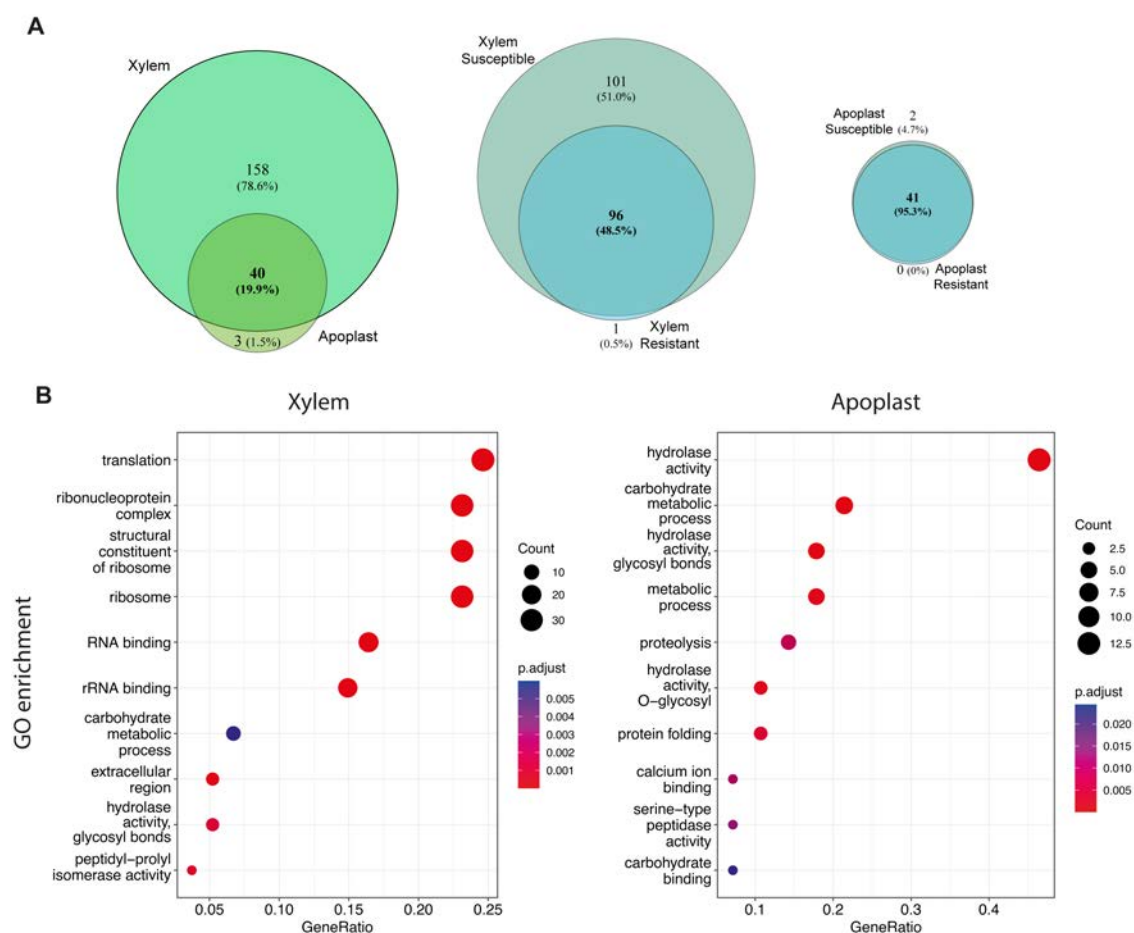 A
Xylem
158
(78.6%)
40
(19.9%)
3 (1.5%)
Apoplast
Xylem
Susceptible
101
(51.0%)
96
(48.5%)
1
(0.5%)
Xylem
Resistant
Apoplast
Susceptible
2
(4.7%)
41
(95.3%)
0 (0%)
Apoplast
Resistant
B
Xylem
GO enrichment
translation
ribonucleoprotein
complex
structural
constituent
of ribosome
ribosome
RNA binding
rRNA binding
carbohydrate
metabolic
process
extracellular
region
hydrolase
activity,
glycosyl bonds
peptidyl−prolyl
isomerase activity
0.05 0.10 0.15 0.20 0.25
GeneRatio
Count
10
20
30
p.adjust
0.005
0.004
0.003
0.002
0.001
Apoplast
hydrolase
activity
carbohydrate
metabolic
process
hydrolase
activity,
glycosyl bonds
metabolic
process
proteolysis
hydrolase
activity,
O−glycosyl
protein folding
calcium ion
binding
serine−type
peptidase
activity
carbohydrate
binding
0.1 0.2 0.3 0.4
GeneRatio
Count
2.5
5.0
7.5
10.0
12.5
p.adjust
0.020
0.015
0.010
0.005